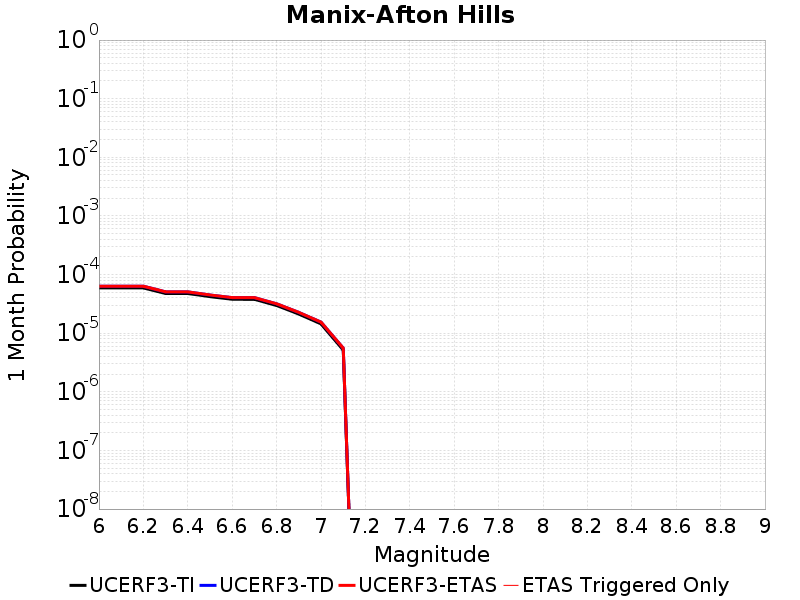 Manix-Afton Hills
1 Month Probability
10^0
10^-1
10^-2
10^-3
10^-4
10^-5
10^-6
10^-7
10^-8
6 6.2 6.4 6.6 6.8 7 7.2 7.4 7.6 7.8 8 8.2 8.4 8.6 8.8 9
Magnitude
UCERF3-TI UCERF3-TD UCERF3-ETAS ETAS Triggered Only